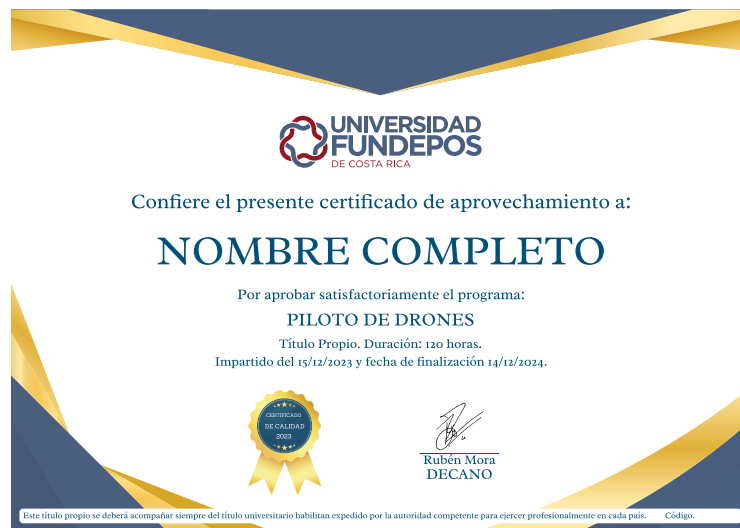 UNIVERSIDAD
FUNDEPOS
DE COSTA RICA
Confiere el presente certificado de aprovechamiento a:
NOMBRE COMPLETO
Por aprobar satisfactoriamente el programa:
PILOTO DE DRONES
Título Propio. Duración: 120 horas.
Impartido del 15/12/2023 y fecha de finalización 14/12/2024.
CERTIFICADO
DE CALIDAD
2023
Rubén Mora
DECANO
Este título propio se deberá acompañar siempre del título universitario habilitan expedido por la autoridad competente para ejercer profesionalmente en cada país. Código.